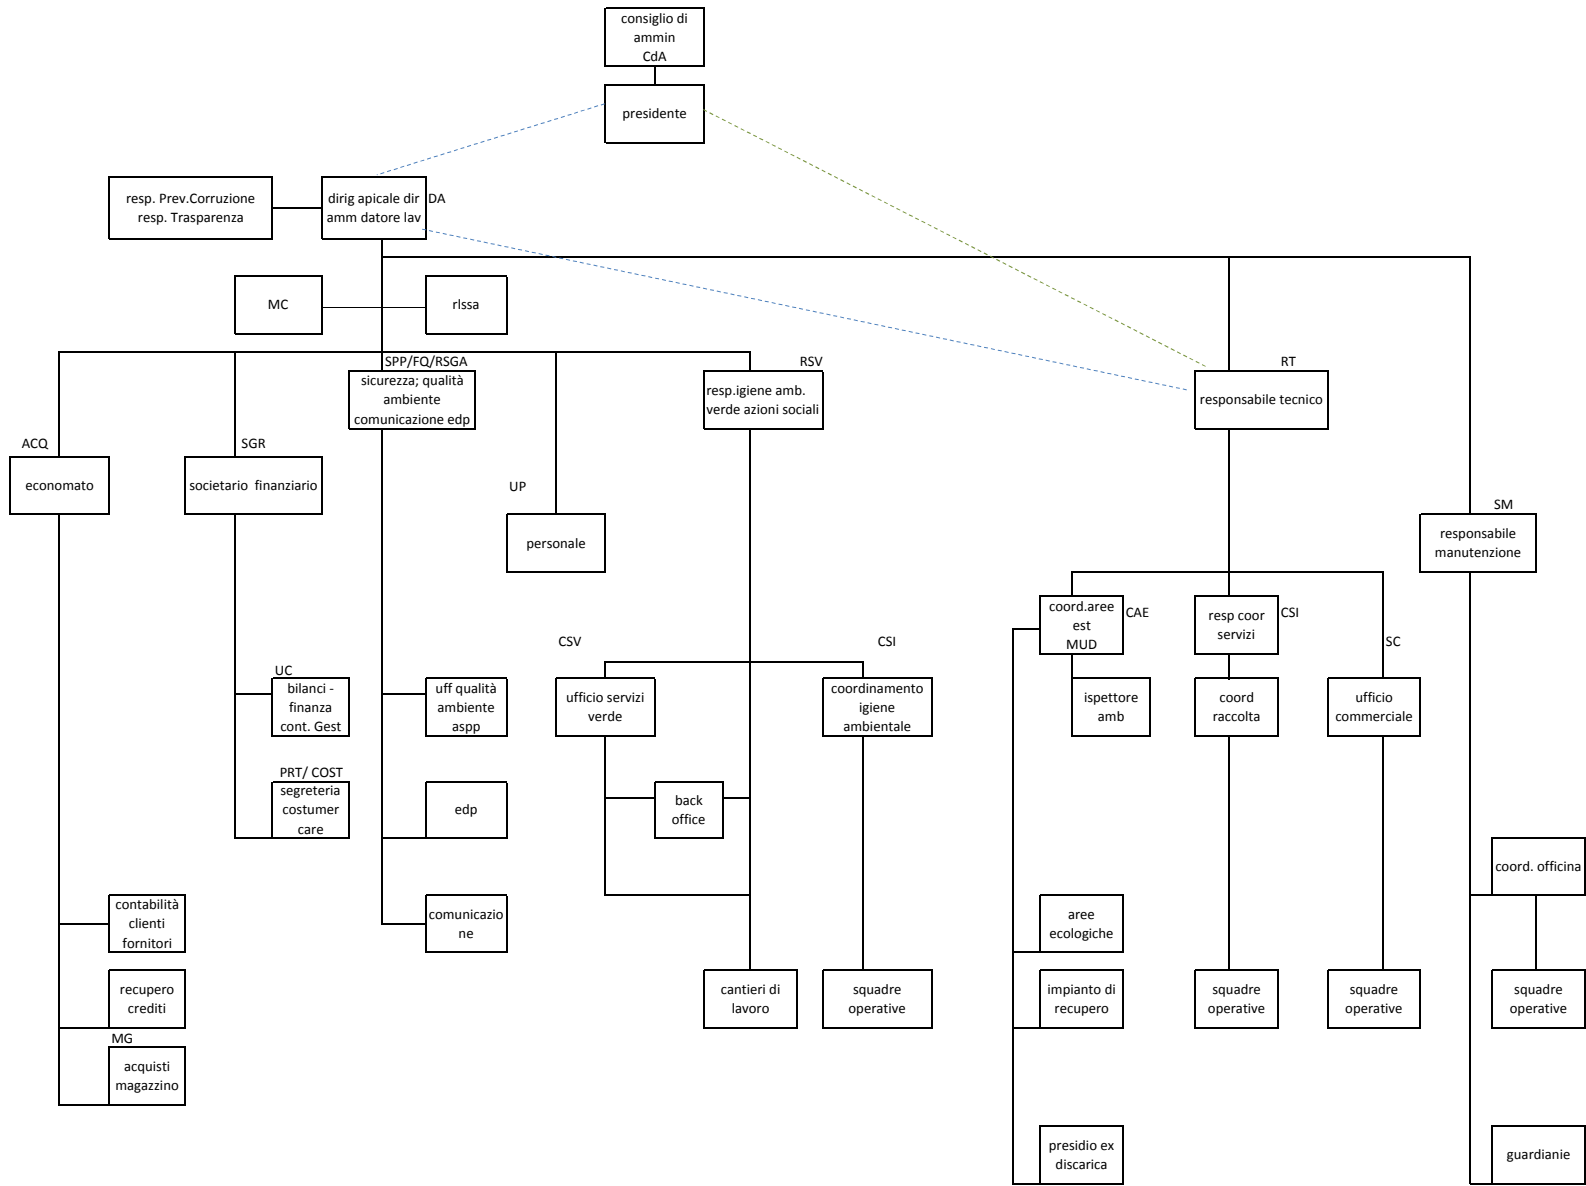 consiglio di
ammin
CdA
presidente
resp. Prev.Corruzione
resp. Trasparenza
dirig apicale dir
amm datore lav
DA
MC
rlssa
SPP/FQ/RSGA
sicurezza; qualità
ambiente
comunicazione edp
RSV
resp.igiene amb.
verde azioni sociali
RT
responsabile tecnico
ACQ
economato
SGR
societario  finanziario
UP
personale
SM
responsabile
manutenzione
coord.aree
est
MUD
CAE
resp coor
servizi
CSI
SC
CSV
CSI
UC
bilanci -
finanza
cont. Gest
uff qualità
ambiente
aspp
ufficio servizi
verde
coordinamento
igiene
ambientale
ispettore
amb
coord
raccolta
ufficio
commerciale
PRT/ COST
segreteria
costumer
care
edp
back
office
coord. officina
contabilità
clienti
fornitori
comunicazio
ne
aree
ecologiche
recupero
crediti
cantieri di
lavoro
squadre
operative
impianto di
recupero
squadre
operative
squadre
operative
squadre
operative
MG
acquisti
magazzino
presidio ex
discarica
guardianie